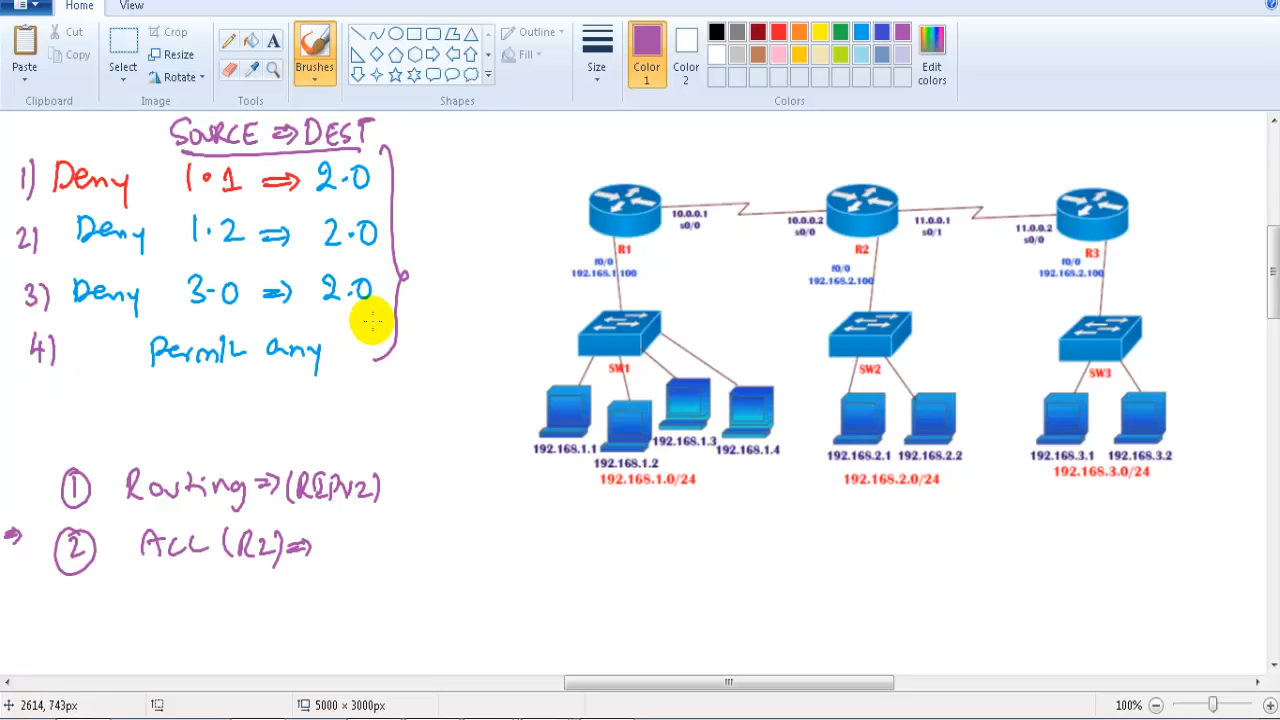 Home
View
Paste
Cut
Copy
Clipboard
Select
Crop
Resize
Rotate
Image
Tools
Brushes
Outline
Fill
Shapes
Size
Color 1
Color 2
Edit colors
Colors
SOURCE ⇒ DEST
1) Deny 1.1 ⇒ 2.0
2) Deny 1.2 ⇒ 2.0
3) Deny 3.0 ⇒ 2.0
4) Permit any
① Routing ⇒ (RIPv2)
⇒ ② ACL (R2) ⇒
10.0.0.1
s0/0
10.0.0.2
s0/0
11.0.0.1
s0/1
11.0.0.2
s0/0
R1
R2
R3
f0/0
192.168.1.100
f0/0
192.168.2.100
f0/0
192.168.2.100
SW1
SW2
SW3
192.168.1.1
192.168.1.2
192.168.1.3
192.168.1.4
192.168.2.1
192.168.2.2
192.168.3.1
192.168.3.2
192.168.1.0/24
192.168.2.0/24
192.168.3.0/24
2614, 743px
5000 × 3000px
100%